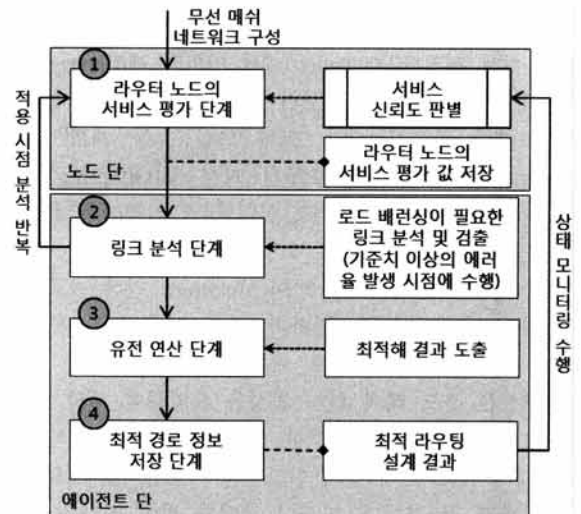 무선 메쉬
네트워크 구성
1
라우터 노드의
서비스 평가 단계
서비스
신뢰도 판별
라우터 노드의
서비스 평가 값 저장
노드 단
적용 시점 분석 반복
2
링크 분석 단계
로드 배런싱이 필요한
링크 분석 및 검출
(기준치 이상의 에러
율 발생 시점에 수행)
상태 모니터링 수행
3
유전 연산 단계
최적해 결과 도출
4
최적 경로 정보
저장 단계
최적 라우팅
설계 결과
에이전트 단